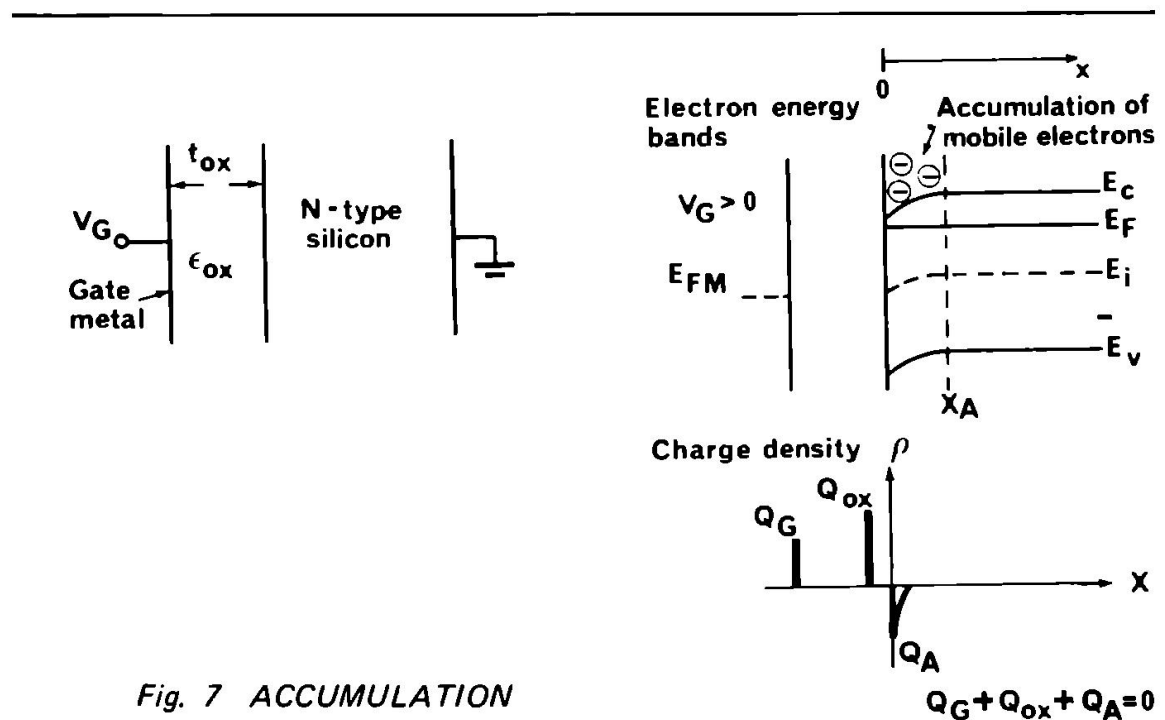 t_ox
V_G
ε_ox
Gate
metal
N-type
silicon
0
x
Electron energy
bands
Accumulation of
mobile electrons
V_G > 0
E_FM
E_c
E_F
E_i
E_v
X_A
Charge density ρ
Q_G
Q_ox
X
Q_A
Q_G+Q_ox+Q_A=0
Fig. 7 ACCUMULATION